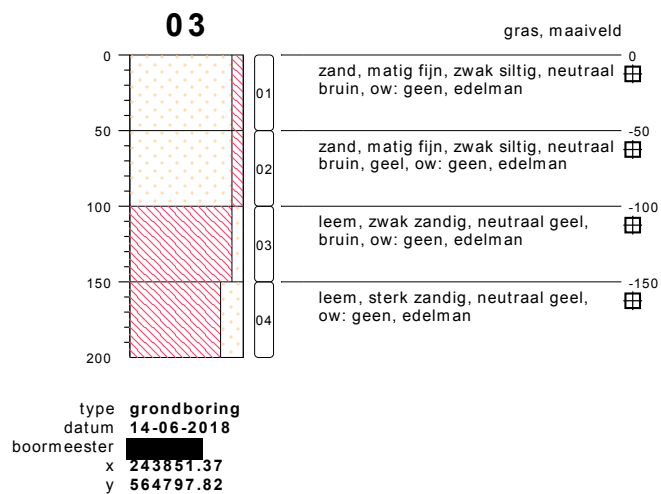 03
gras, maaiveld
0
0
zand, matig fijn, zwak siltig, neutraal
bruin, ow: geen, edelman
01
50
-50
zand, matig fijn, zwak siltig, neutraal
bruin, geel, ow: geen, edelman
02
100
-100
leem, zwak zandig, neutraal geel,
bruin, ow: geen, edelman
03
150
-150
leem, sterk zandig, neutraal geel,
ow: geen, edelman
04
200
type grondboring
datum 14-06-2018
boormeester
x 243851.37
y 564797.82